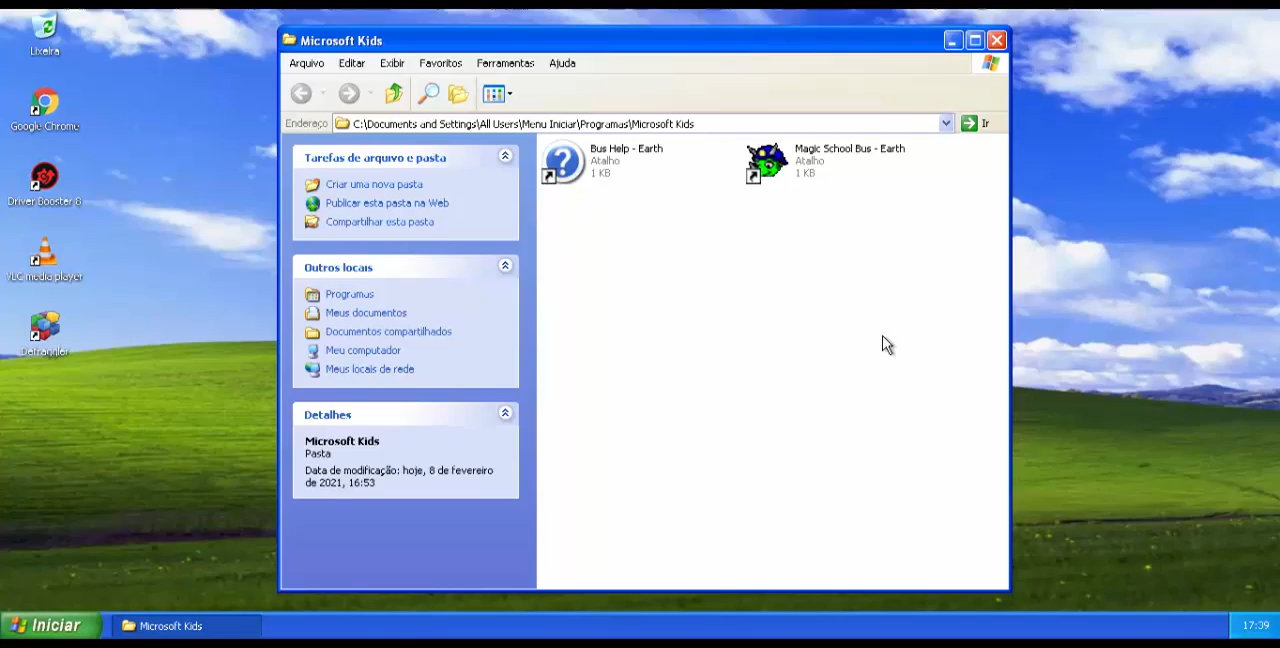 Lixeira
Google Chrome
Driver Booster 8
VLC media player
Defraggler
Microsoft Kids
Arquivo Editar Exibir Favoritos Ferramentas Ajuda
Endereço C:\Documents and Settings\All Users\Menu Iniciar\Programas\Microsoft Kids Ir
Tarefas de arquivo e pasta
Criar uma nova pasta
Publicar esta pasta na Web
Compartilhar esta pasta
Outros locais
Programas
Meus documentos
Documentos compartilhados
Meu computador
Meus locais de rede
Detalhes
Microsoft Kids
Pasta
Data de modificação: hoje, 8 de fevereiro
de 2021, 16:53
Bus Help - Earth
Atalho
1 KB
Magic School Bus - Earth
Atalho
1 KB
Iniciar
Microsoft Kids
17:39